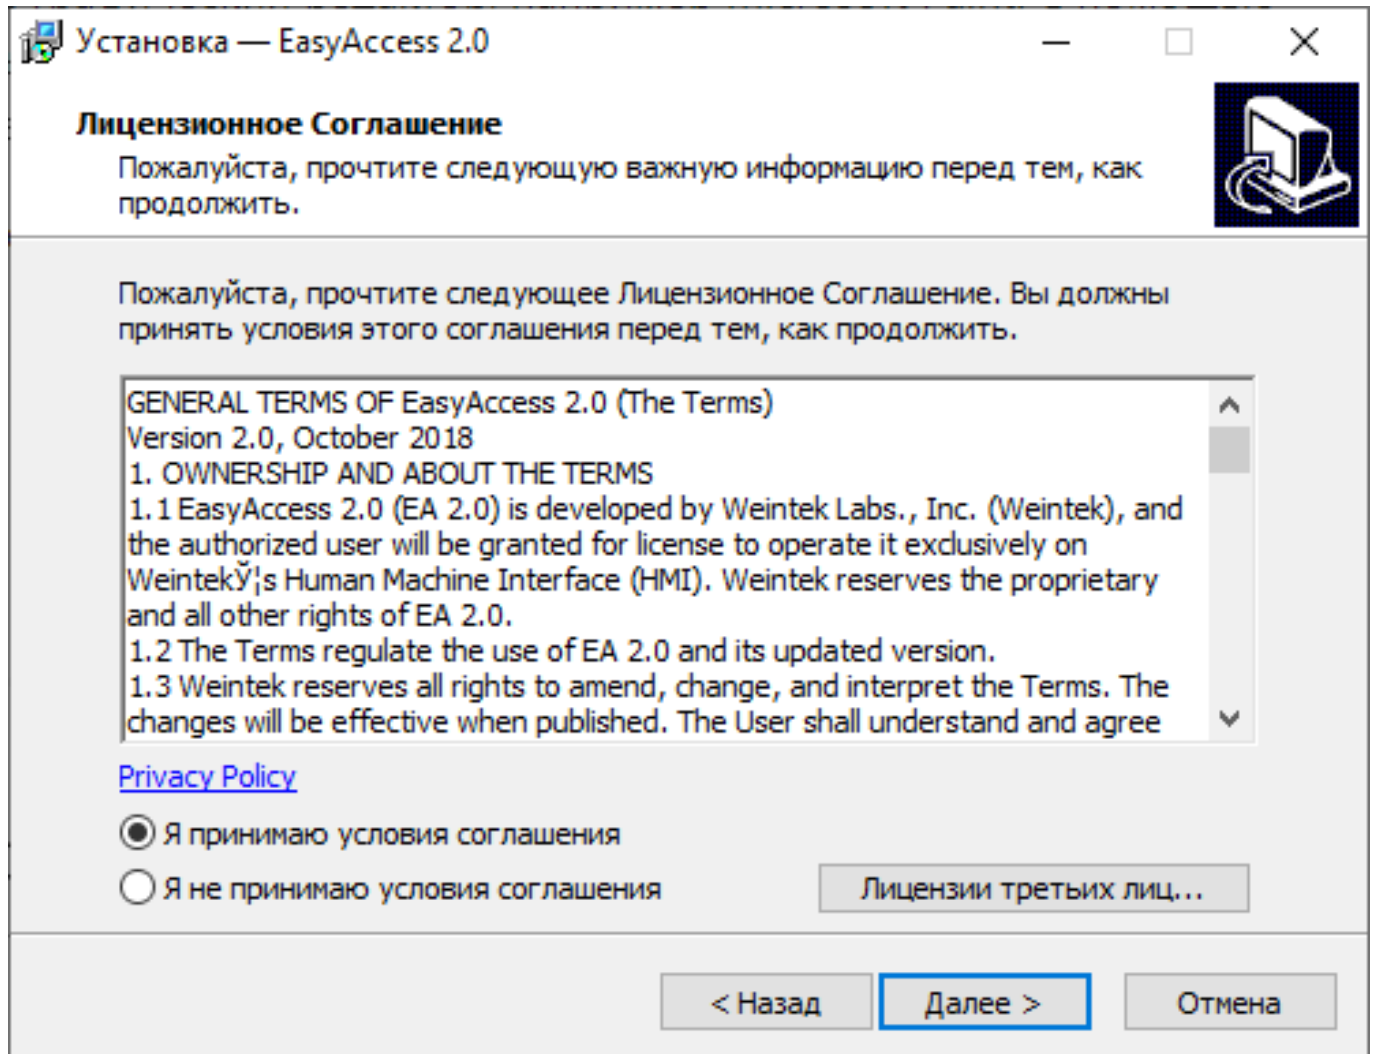 Установка — EasyAccess 2.0
Лицензионное Соглашение
Пожалуйста, прочтите следующую важную информацию перед тем, как
продолжить.
Пожалуйста, прочтите следующее Лицензионное Соглашение. Вы должны
принять условия этого соглашения перед тем, как продолжить.
GENERAL TERMS OF EasyAccess 2.0 (The Terms)
Version 2.0, October 2018
1. OWNERSHIP AND ABOUT THE TERMS
1.1 EasyAccess 2.0 (EA 2.0) is developed by Weintek Labs., Inc. (Weintek), and
the authorized user will be granted for license to operate it exclusively on
WeintekЎ¦s Human Machine Interface (HMI). Weintek reserves the proprietary
and all other rights of EA 2.0.
1.2 The Terms regulate the use of EA 2.0 and its updated version.
1.3 Weintek reserves all rights to amend, change, and interpret the Terms. The
changes will be effective when published. The User shall understand and agree
Privacy Policy
Я принимаю условия соглашения
Я не принимаю условия соглашения
Лицензии третьих лиц...
< Назад
Далее >
Отмена